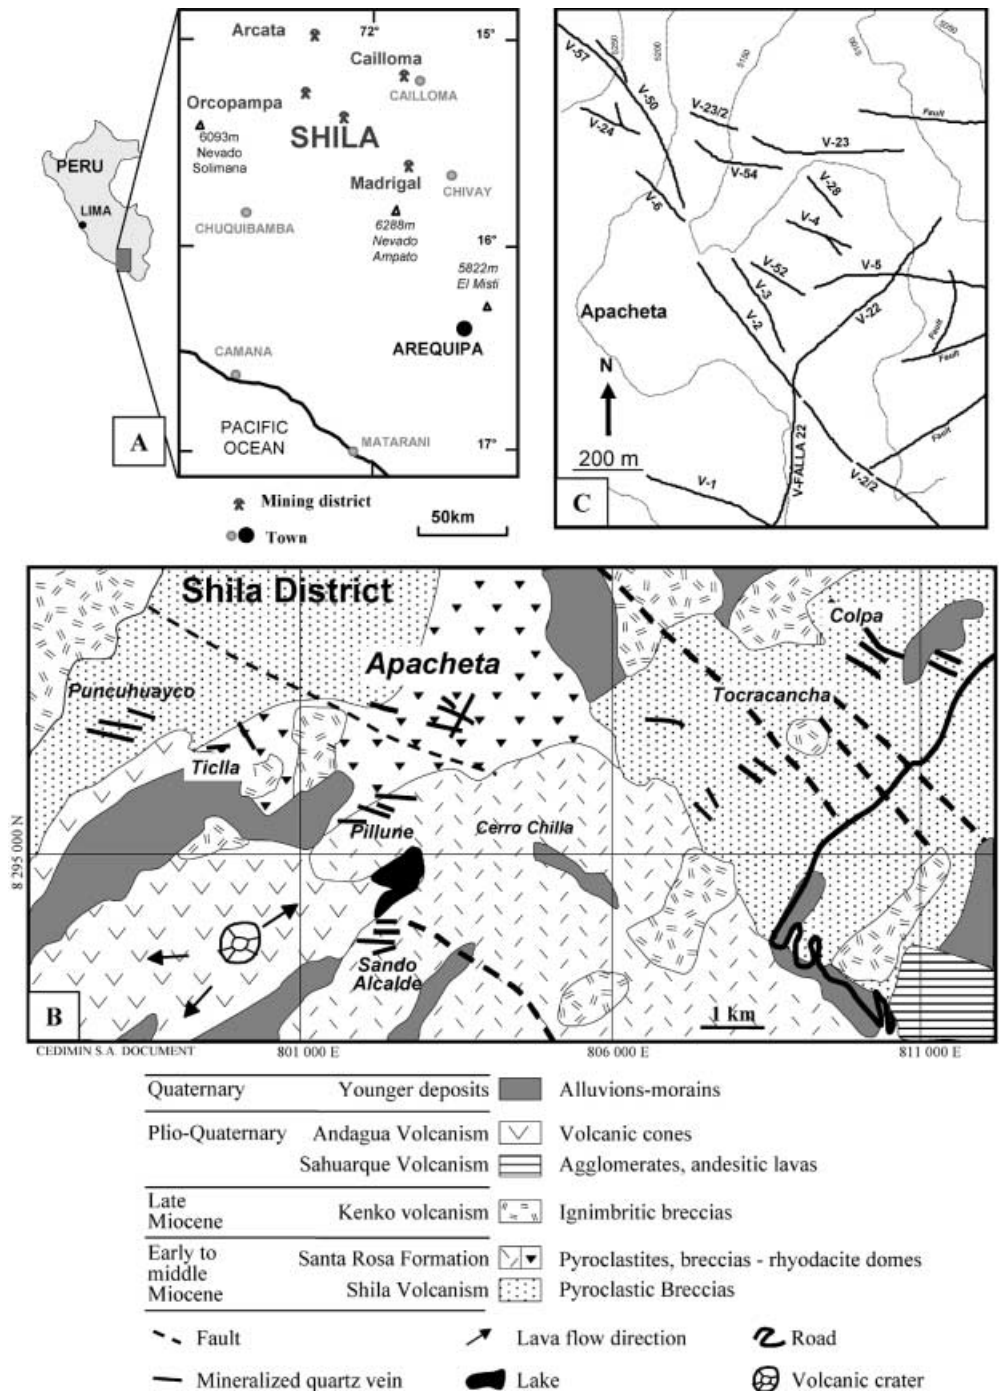 Arcata
72°
15°
Cailloma
CAILLOMA
Orcopampa
SHILA
6093m
Nevado
Solimana
PERU
LIMA
Madrigal
CHIVAY
CHUQUIBAMBA
6288m
Nevado
Ampato
16°
5822m
El Misti
AREQUIPA
CAMANA
A
PACIFIC
OCEAN
MATARANI
17°
Mining district
Town
50km
V-57
5250
5200
5150
5100
5050
V-50
V-24
V-23/2
V-23
Fault
V-54
V-6
V-28
V-4
V-52
V-5
V-3
V-2
V-22
Apacheta
Fault
Fault
N
200 m
V-FALLA 22
Fault
V-2/2
V-1
C
Shila District
Colpa
Apacheta
Puncuhuayco
Tocracancha
Ticlla
Pillune
Cerro Chilla
8 295 000 N
Sando
Alcalde
B
1 km
CEDIMIN S.A. DOCUMENT
801 000 E
806 000 E
811 000 E
Quaternary Younger deposits Alluvions-morains
Plio-Quaternary Andagua Volcanism Volcanic cones
Sahuarque Volcanism Agglomerates, andesitic lavas
Late
Miocene Kenko volcanism Ignimbritic breccias
Early to
middle
Miocene
Santa Rosa Formation Pyroclastites, breccias - rhyodacite domes
Shila Volcanism Pyroclastic Breccias
Fault Lava flow direction Road
Mineralized quartz vein Lake Volcanic crater